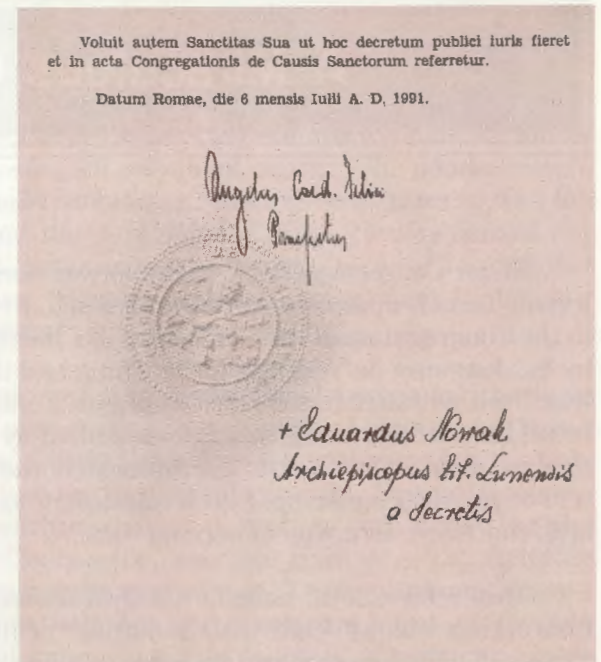 Voluit autem Sanctitas Sua ut hoc decretum publici iuris fieret
et in acta Congregationis de Causis Sanctorum referretur.
Datum Romae, die 6 mensis Iulii A. D, 1991.
Angelus Card. Felici
Praefectus
+ Eduardus Nowak
Archiepiscopus tit. Lunensis
a Secretis